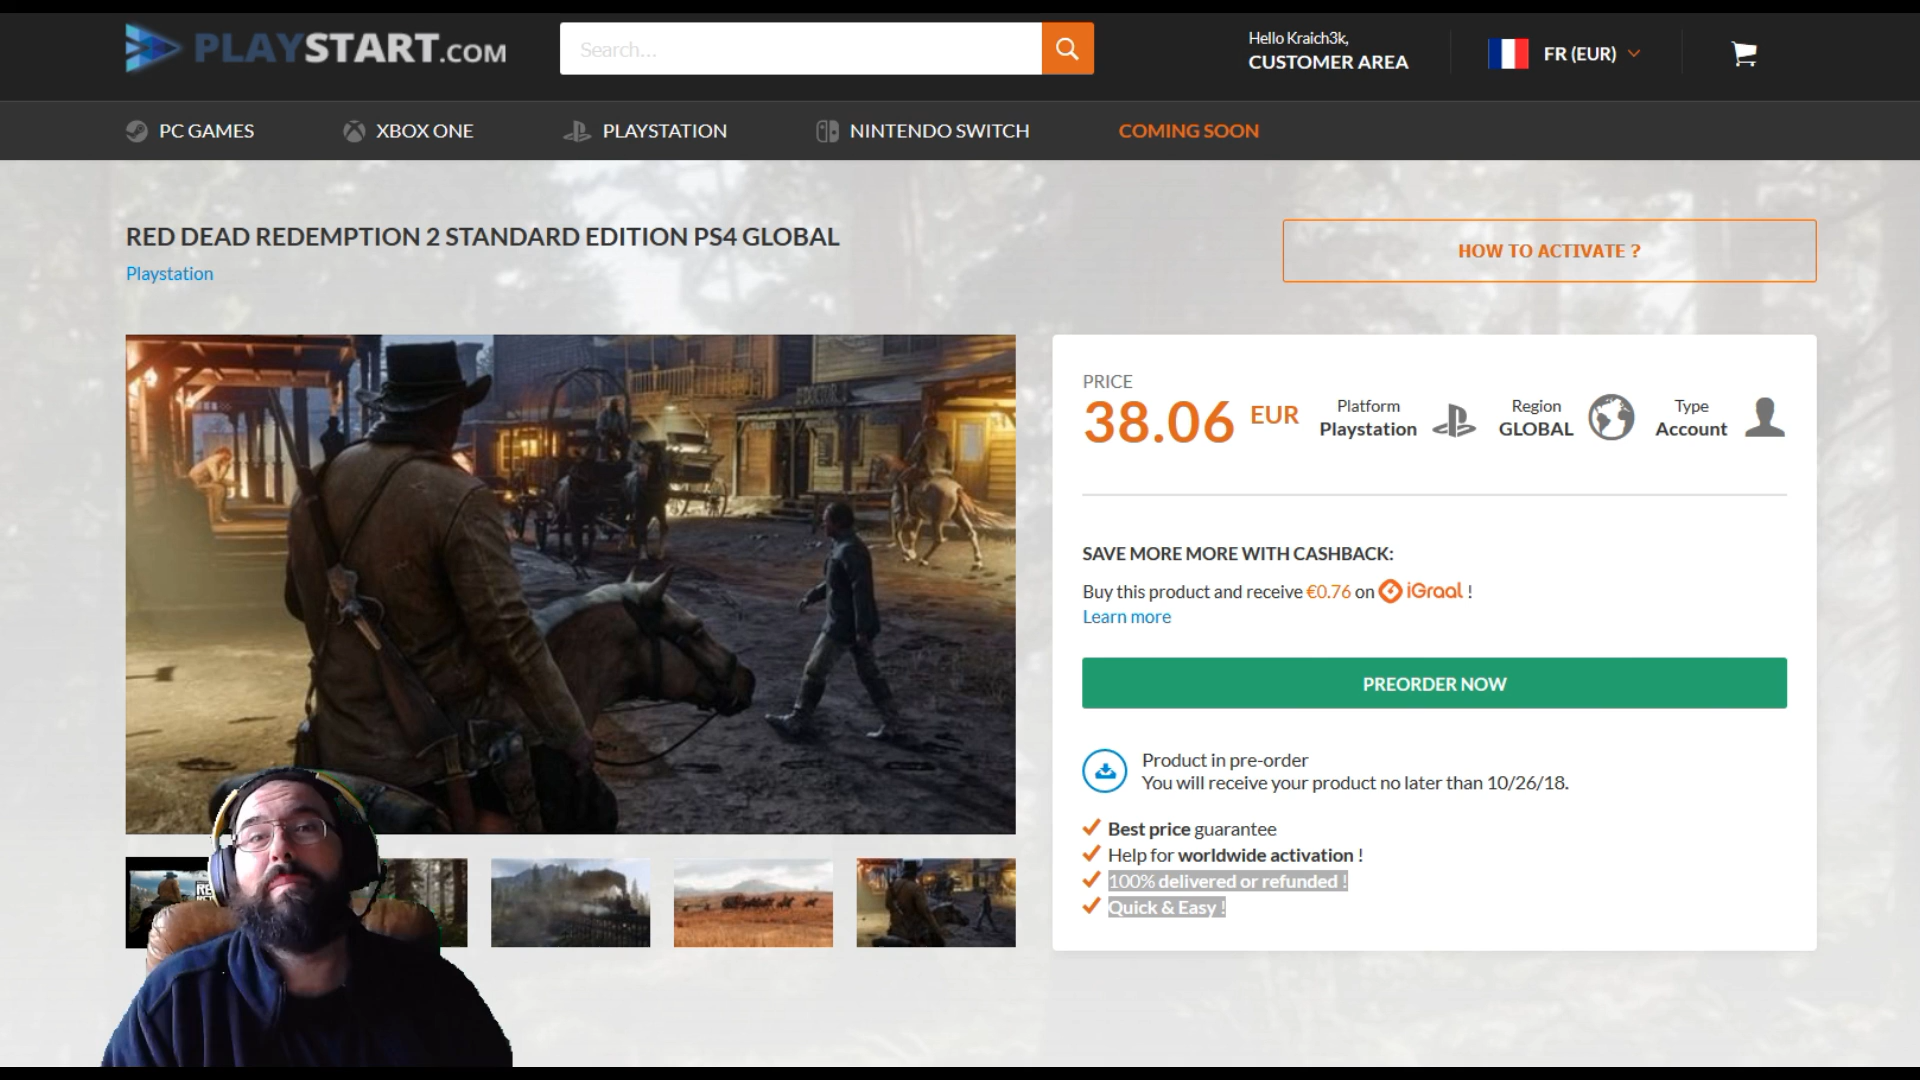 PLAYSTART.COM
Search...
Hello Kraich3k,
CUSTOMER AREA
FR (EUR)
PC GAMES
XBOX ONE
PLAYSTATION
NINTENDO SWITCH
COMING SOON
RED DEAD REDEMPTION 2 STANDARD EDITION PS4 GLOBAL
Playstation
HOW TO ACTIVATE ?
PRICE
38.06 EUR
Platform
Playstation
Region
GLOBAL
Type
Account
SAVE MORE MORE WITH CASHBACK:
Buy this product and receive €0.76 on iGraal !
Learn more
PREORDER NOW
Product in pre-order
You will receive your product no later than 10/26/18.
Best price guarantee
Help for worldwide activation !
100% delivered or refunded !
Quick & Easy !